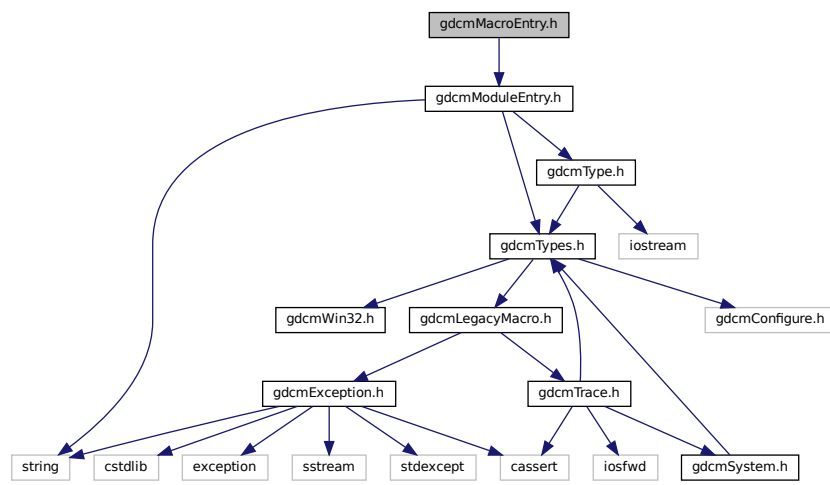 gdcmMacroEntry.h
gdcmModuleEntry.h
gdcmType.h
gdcmTypes.h
iostream
gdcmWin32.h
gdcmLegacyMacro.h
gdcmConfigure.h
gdcmException.h
gdcmTrace.h
string
cstdlib
exception
sstream
stdexcept
cassert
iosfwd
gdcmSystem.h